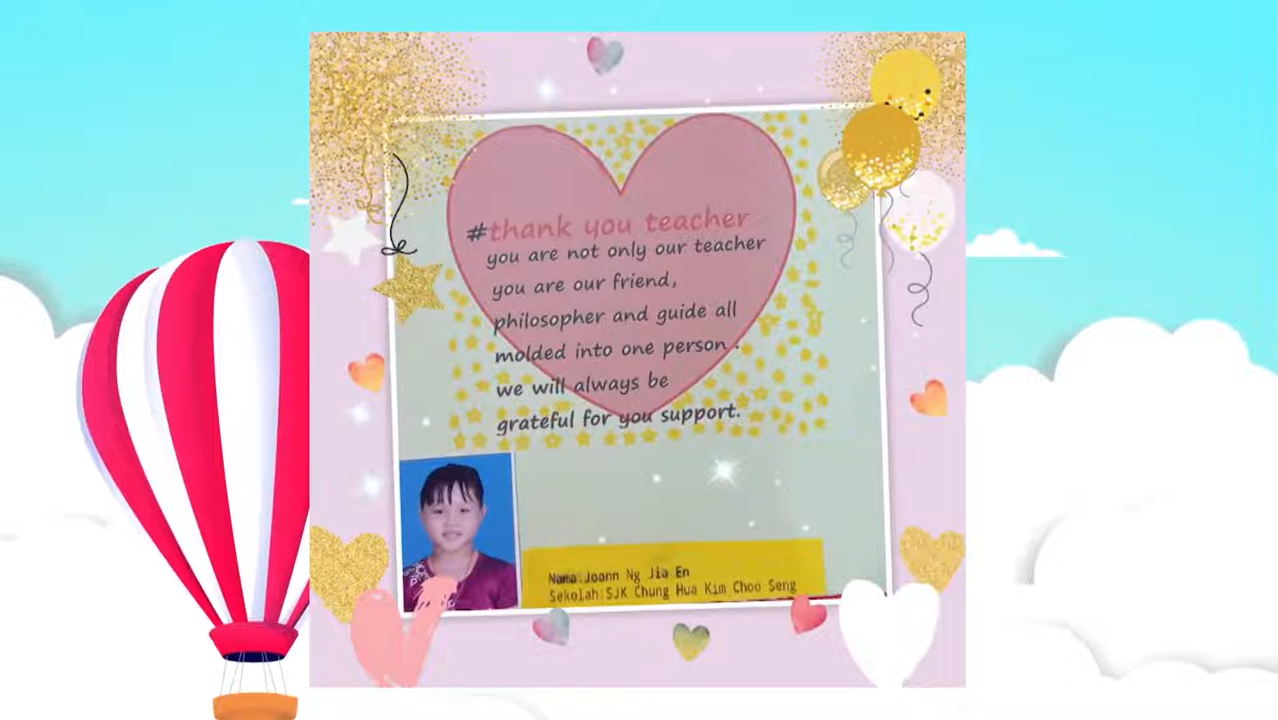 #thank you teacher
you are not only our teacher
you are our friend,
philosopher and guide all
molded into one person.
we will always be
grateful for you support.
Nama:Joann Ng Jia En
Sekolah:SJK Chung Hua Kim Choo Seng